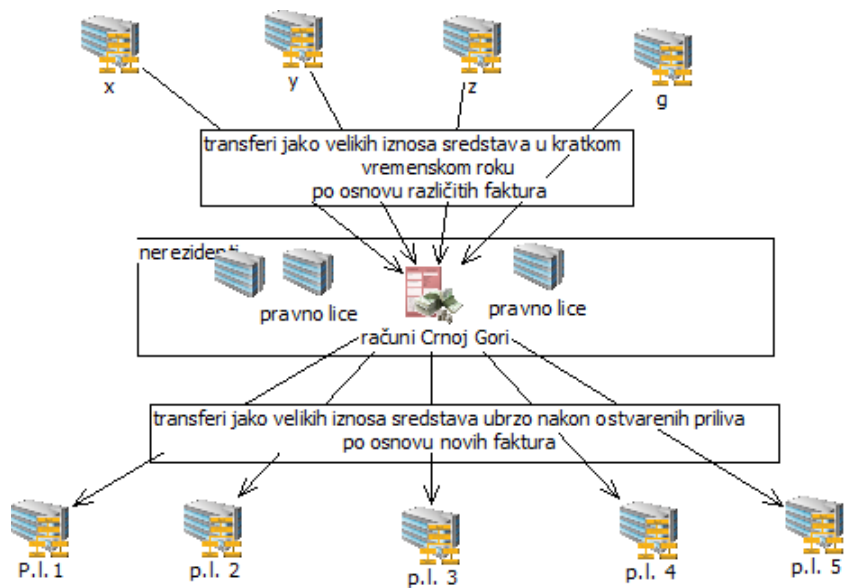 x
y
z
g
transferi jako velikih iznosa sredstava u kratkom
vremenskom roku
po osnovu različitih faktura
nerezidenti
pravno lice
pravno lice
računi Crnoj Gori
transferi jako velikih iznosa sredstava ubrzo nakon ostvarenih priliva
po osnovu novih faktura
P.l. 1
p.l. 2
p.l. 3
p.l. 4
p.l. 5